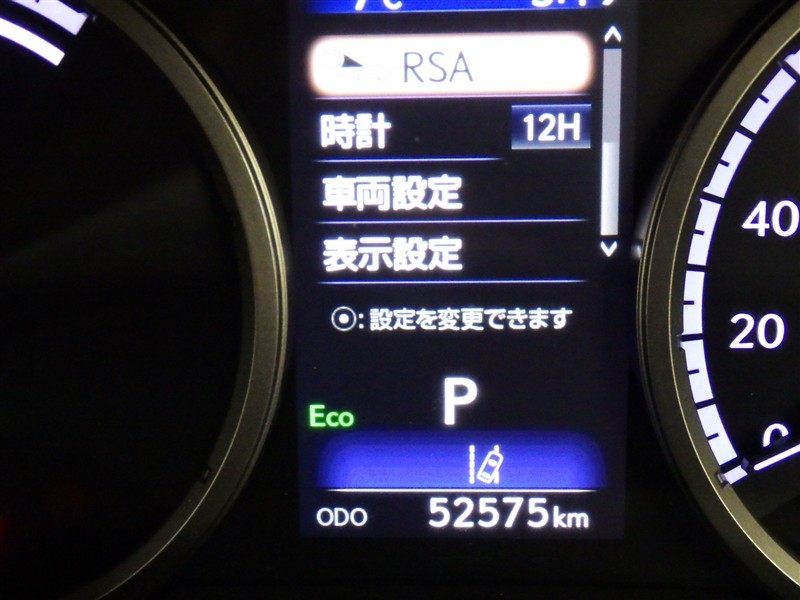 RSA
時計 12H
車両設定
表示設定
⦿: 設定を変更できます
40
20
0
P
Eco
ODO 52575km